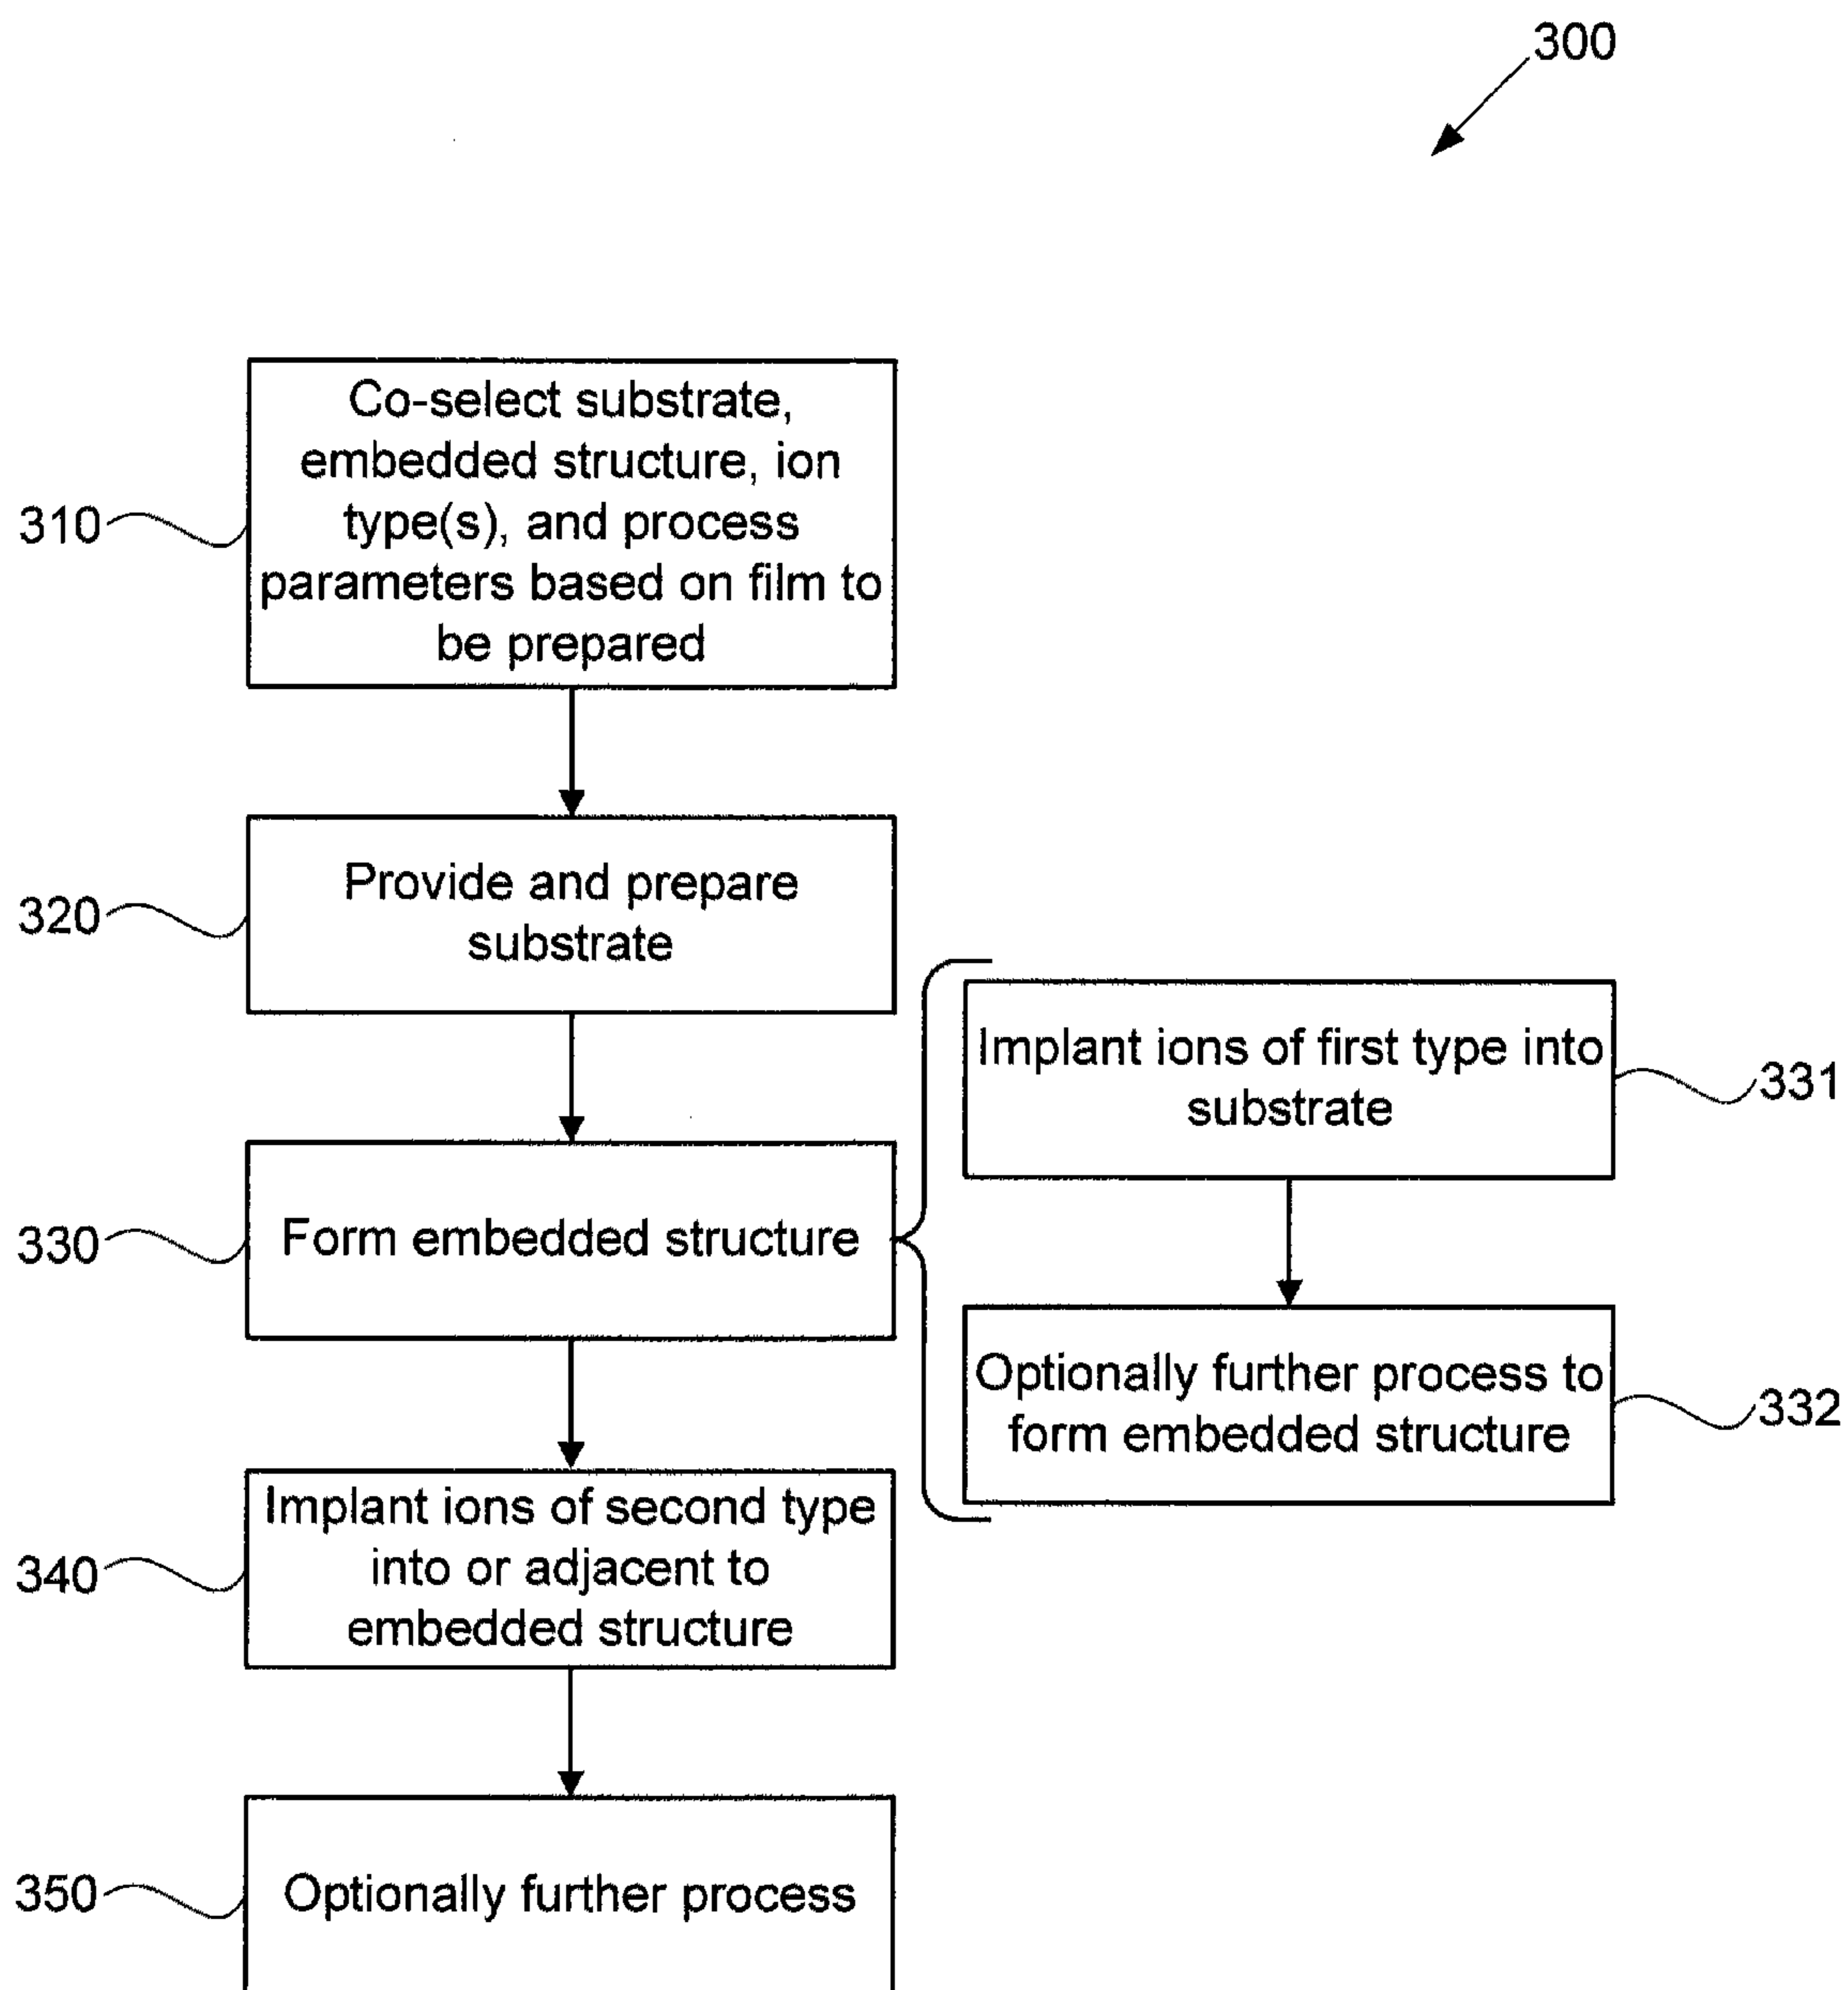 300
310
Co-select substrate,
embedded structure, ion
type(s), and process
parameters based on film to
be prepared
320
Provide and prepare
substrate
330
Form embedded structure
331
Implant ions of first type into
substrate
332
Optionally further process to
form embedded structure
340
Implant ions of second type
into or adjacent to
embedded structure
350
Optionally further process